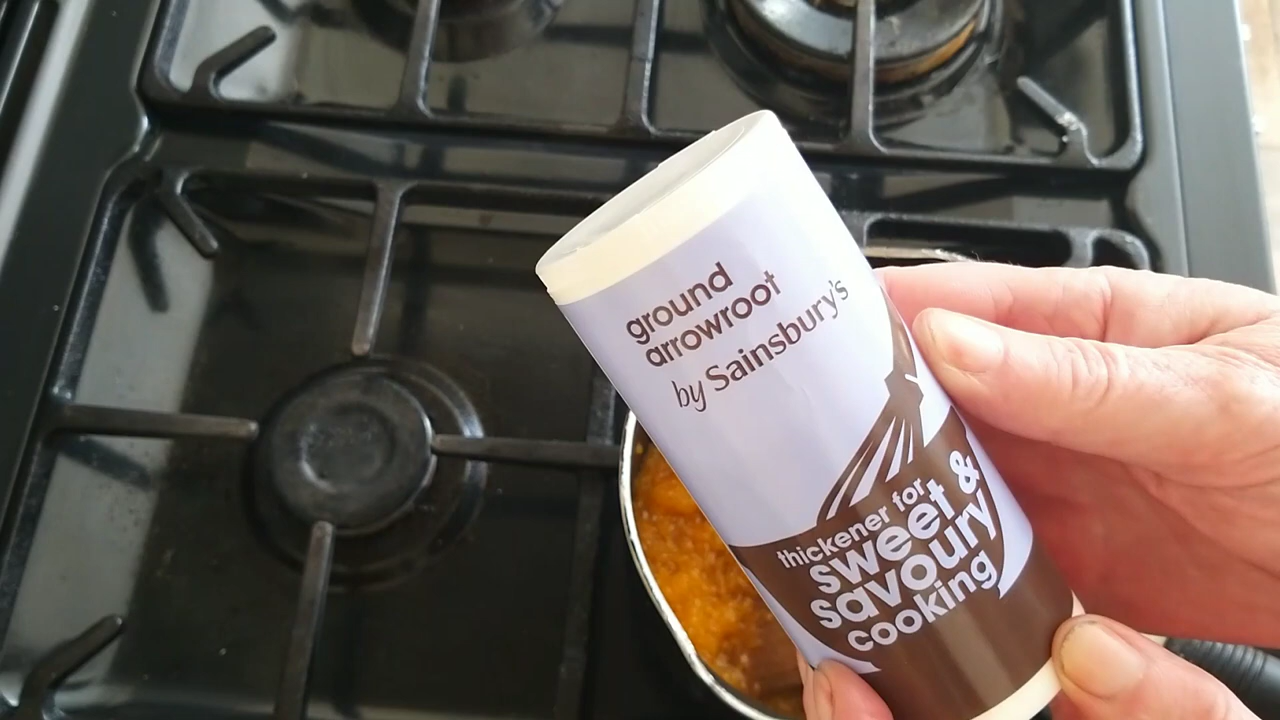 ground
arrowroot
by Sainsbury's
thickener for
sweet &
savoury
cooking